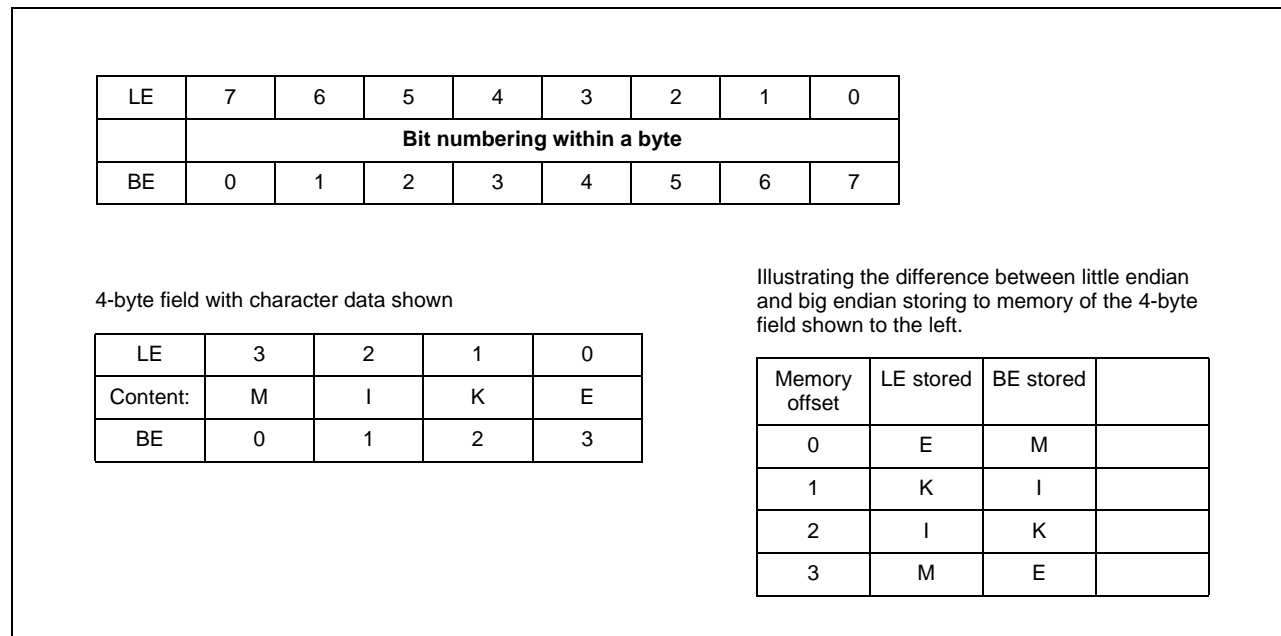 LE 7 6 5 4 3 2 1 0
Bit numbering within a byte
BE 0 1 2 3 4 5 6 7
4-byte field with character data shown
LE 3 2 1 0
Content: M I K E
BE 0 1 2 3
Illustrating the difference between little endian
and big endian storing to memory of the 4-byte
field shown to the left.
Memory offset LE stored BE stored
0 E M
1 K I
2 I K
3 M E